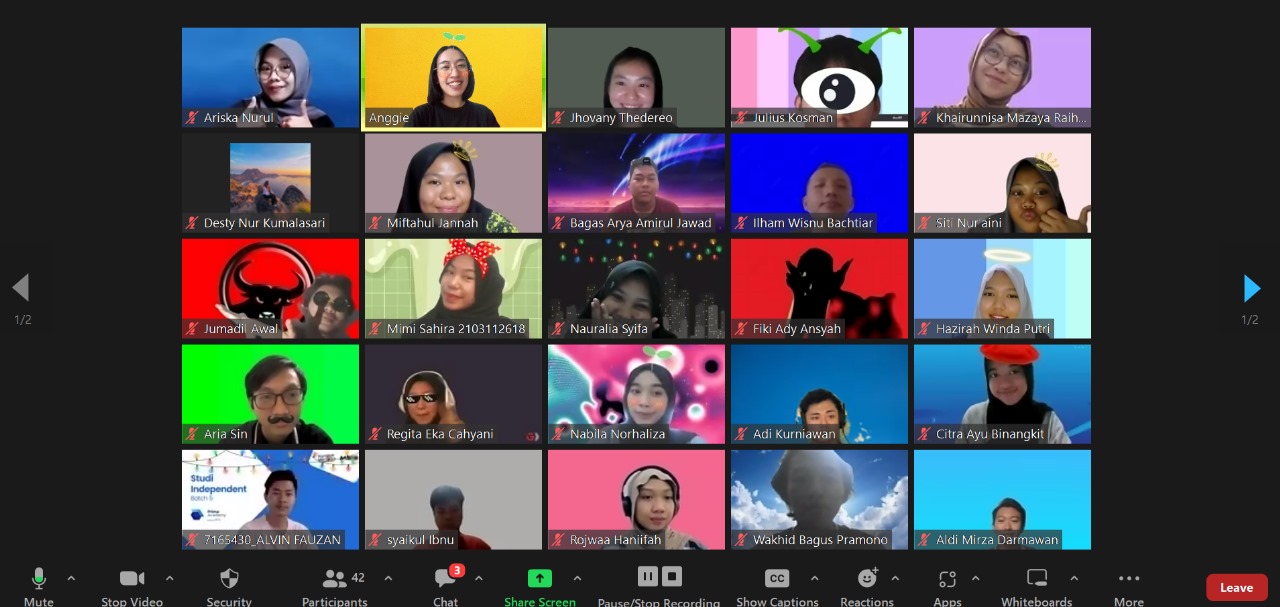 Ariska Nurul
Anggie
Jhovany Thedereo
Julius Kosman
Khairunnisa Mazaya Raih...
Desty Nur Kumalasari
Miftahul Jannah
Bagas Arya Amirul Jawad
Ilham Wisnu Bachtiar
Siti Nur aini
Jumadil Awal
Mimi Sahira 2103112618
Nauralia Syifa
Fiki Ady Ansyah
Hazirah Winda Putri
1/2
1/2
Aria Sin
Regita Eka Cahyani
Nabila Norhaliza
Adi Kurniawan
Citra Ayu Binangkit
Studi
Independent
Batch 5
7165430_ALVIN FAUZAN
syaikul Ibnu
Rojwaa Haniifah
Wakhid Bagus Pramono
Aldi Mirza Darmawan
42
3
CC
Mute
Stop Video
Security
Participants
Chat
Share Screen
Pause/Stop Recording
Show Captions
Reactions
Apps
Whiteboards
More
Leave